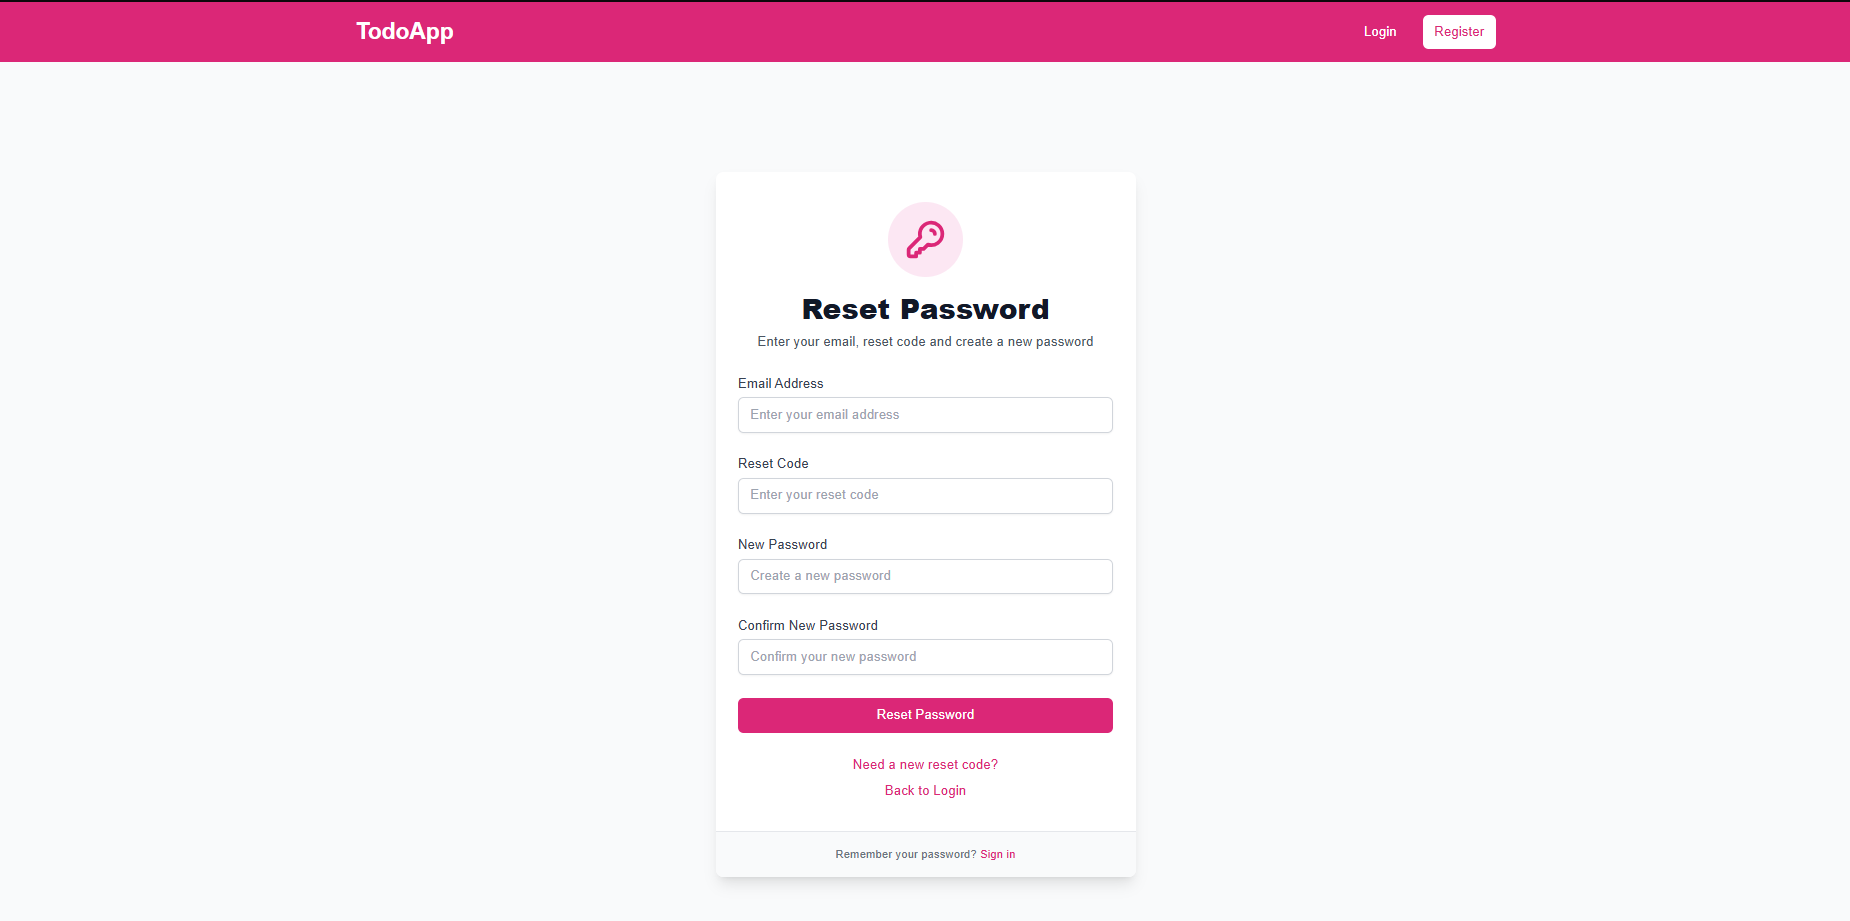 TodoApp
Login
Register
Reset Password
Enter your email, reset code and create a new password
Email Address
Enter your email address
Reset Code
Enter your reset code
New Password
Create a new password
Confirm New Password
Confirm your new password
Reset Password
Need a new reset code?
Back to Login
Remember your password? Sign in